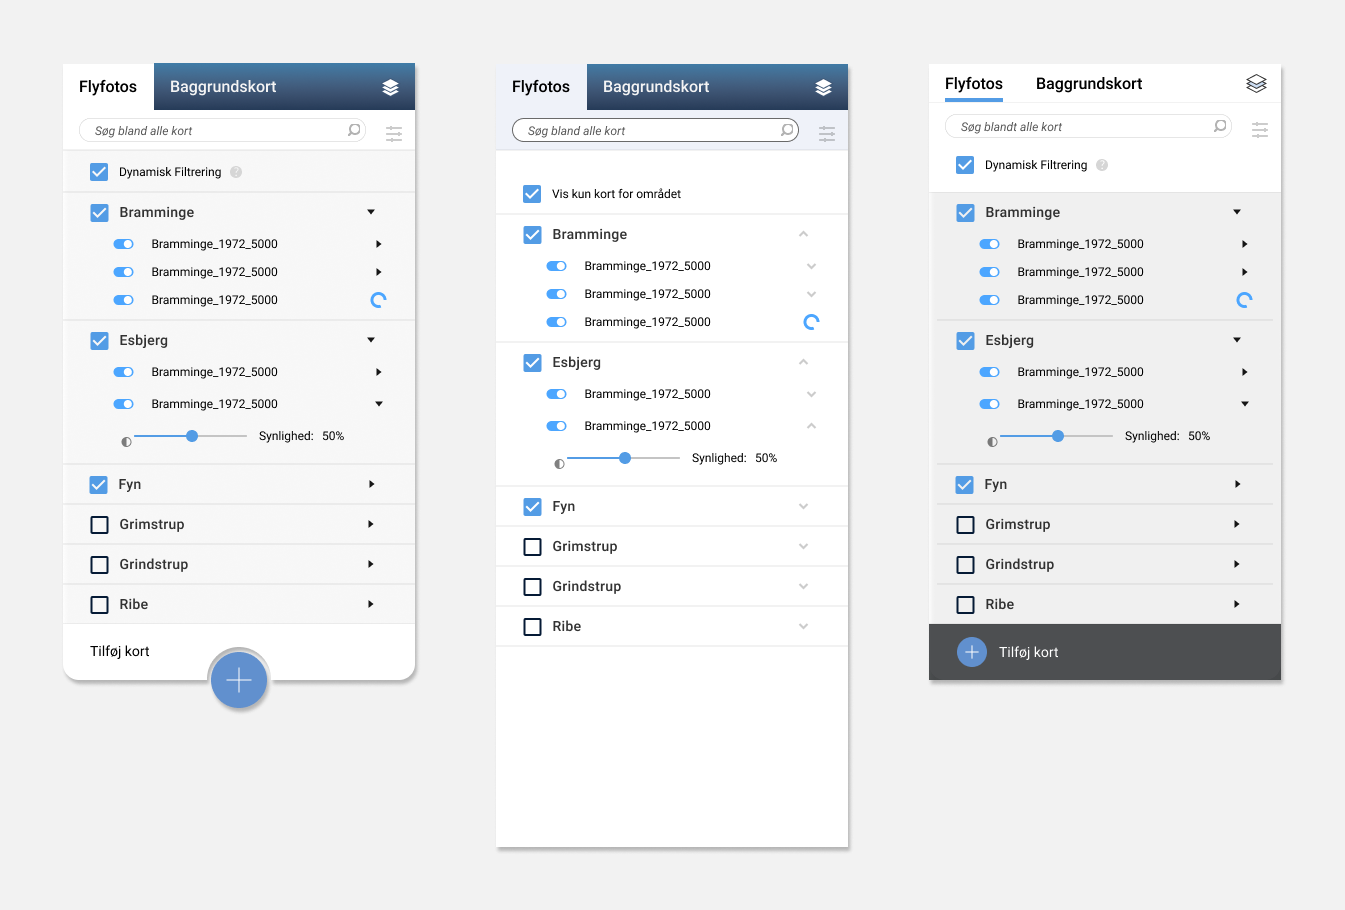 Flyfotos Baggrundskort
Søg bland alle kort
Dynamisk Filtrering ?
Bramminge
Bramminge_1972_5000
Bramminge_1972_5000
Bramminge_1972_5000
Esbjerg
Bramminge_1972_5000
Bramminge_1972_5000
Synlighed: 50%
Fyn
Grimstrup
Grindstrup
Ribe
Tilføj kort
Flyfotos Baggrundskort
Søg bland alle kort
Vis kun kort for området
Bramminge
Bramminge_1972_5000
Bramminge_1972_5000
Bramminge_1972_5000
Esbjerg
Bramminge_1972_5000
Bramminge_1972_5000
Synlighed: 50%
Fyn
Grimstrup
Grindstrup
Ribe
Flyfotos Baggrundskort
Søg blandt alle kort
Dynamisk Filtrering ?
Bramminge
Bramminge_1972_5000
Bramminge_1972_5000
Bramminge_1972_5000
Esbjerg
Bramminge_1972_5000
Bramminge_1972_5000
Synlighed: 50%
Fyn
Grimstrup
Grindstrup
Ribe
Tilføj kort